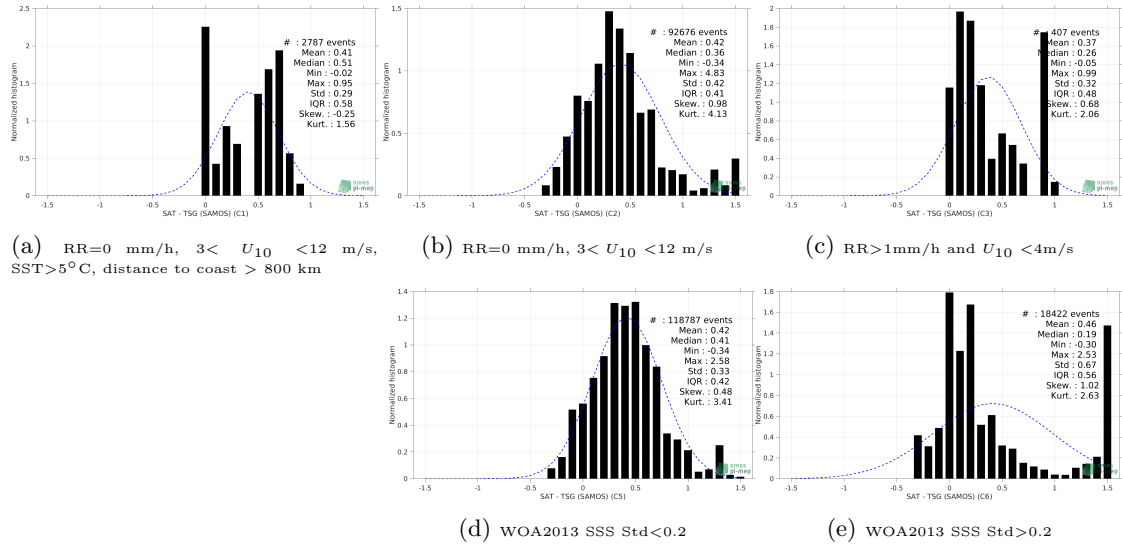 2.5
2
1.5
1
0.5
0
-1.5 -1 -0.5 0 0.5 1 1.5
Normalized histogram
# : 2787 events
Mean : 0.41
Median : 0.51
Min : -0.02
Max : 0.95
Std : 0.29
IQR : 0.58
Skew. : -0.25
Kurt. : 1.56
smos
pi-mep
SAT - TSG (SAMOS) (C1)
(a) RR=0 mm/h, 3< U10 <12 m/s,
SST>5°C, distance to coast > 800 km
1.5
1
0.5
0
-1.5 -1 -0.5 0 0.5 1 1.5
Normalized histogram
# : 92676 events
Mean : 0.42
Median : 0.36
Min : -0.34
Max : 4.83
Std : 0.42
IQR : 0.41
Skew. : 0.98
Kurt. : 4.13
smos
pi-mep
SAT - TSG (SAMOS) (C2)
(b) RR=0 mm/h, 3< U10 <12 m/s
2
1.8
1.6
1.4
1.2
1
0.8
0.6
0.4
0.2
0
-1.5 -1 -0.5 0 0.5 1 1.5
Normalized histogram
# : 407 events
Mean : 0.37
Median : 0.26
Min : -0.05
Max : 0.99
Std : 0.32
IQR : 0.48
Skew. : 0.68
Kurt. : 2.06
smos
pi-mep
SAT - TSG (SAMOS) (C3)
(c) RR>1mm/h and U10 <4m/s
1.4
1.2
1
0.8
0.6
0.4
0.2
0
-1.5 -1 -0.5 0 0.5 1 1.5
Normalized histogram
# : 118787 events
Mean : 0.42
Median : 0.41
Min : -0.34
Max : 2.58
Std : 0.33
IQR : 0.42
Skew. : 0.48
Kurt. : 3.41
smos
pi-mep
SAT - TSG (SAMOS) (C5)
(d) WOA2013 SSS Std<0.2
1.8
1.6
1.4
1.2
1
0.8
0.6
0.4
0.2
0
-1.5 -1 -0.5 0 0.5 1 1.5
Normalized histogram
# : 18422 events
Mean : 0.46
Median : 0.19
Min : -0.30
Max : 2.53
Std : 0.67
IQR : 0.56
Skew. : 1.02
Kurt. : 2.63
smos
pi-mep
SAT - TSG (SAMOS) (C6)
(e) WOA2013 SSS Std>0.2